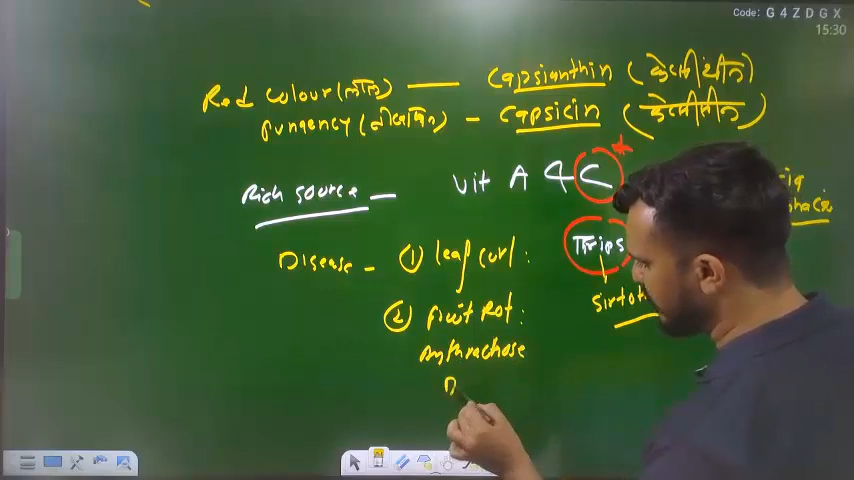 Code: G 4 Z D G X
15:30
Red Colour (लाल) — Capsianthin (केप्सीथीन)
Pungency (तीखापन) - Capsicin (केप्सीसीन)
Rich source - Vit A & C
Disease - ① leaf curl : Thrips
② fruit Rot :
Anthrachose
D